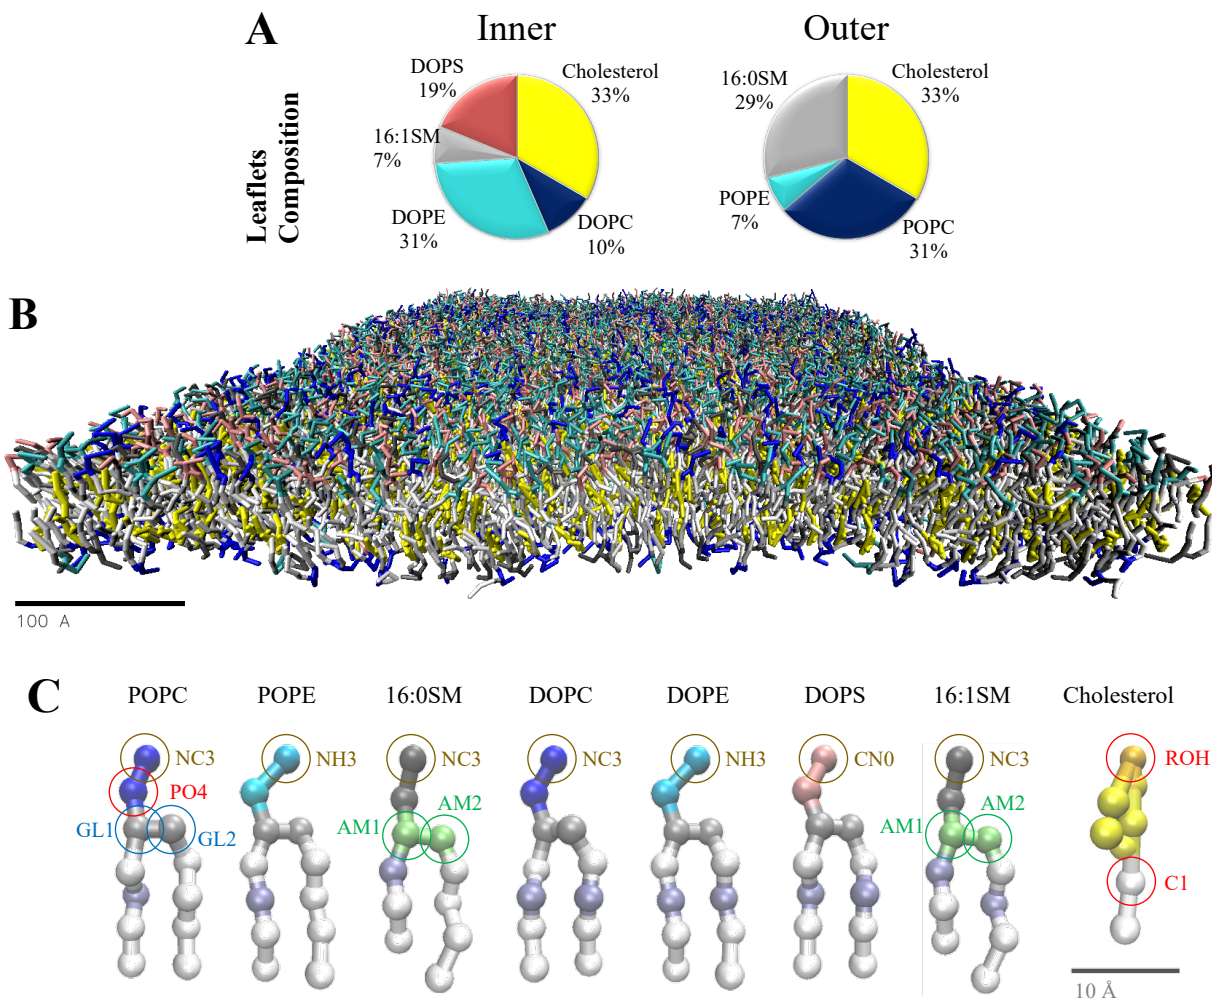 A
Inner
Outer
Leaflets
Composition
DOPS
19%
Cholesterol
33%
16:1SM
7%
DOPE
31%
DOPC
10%
16:0SM
29%
Cholesterol
33%
POPE
7%
POPC
31%
B
100 A
C
POPC
POPE
16:0SM
DOPC
DOPE
DOPS
16:1SM
Cholesterol
NC3
NH3
NC3
NC3
NH3
CN0
NC3
ROH
PO4
GL1
GL2
AM1
AM2
AM1
AM2
C1
10 Å